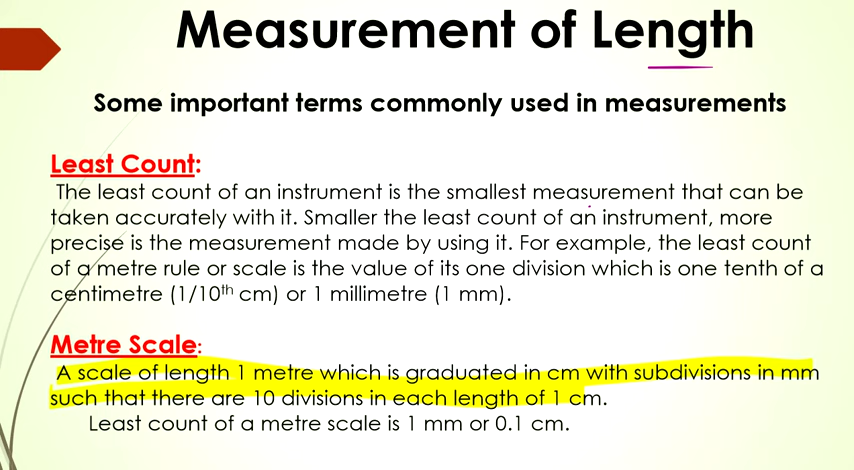 Measurement of Length
Some important terms commonly used in measurements
Least Count:
The least count of an instrument is the smallest measurement that can be
taken accurately with it. Smaller the least count of an instrument, more
precise is the measurement made by using it. For example, the least count
of a metre rule or scale is the value of its one division which is one tenth of a
centimetre (1/10th cm) or 1 millimetre (1 mm).
Metre Scale:
A scale of length 1 metre which is graduated in cm with subdivisions in mm
such that there are 10 divisions in each length of 1 cm.
Least count of a metre scale is 1 mm or 0.1 cm.